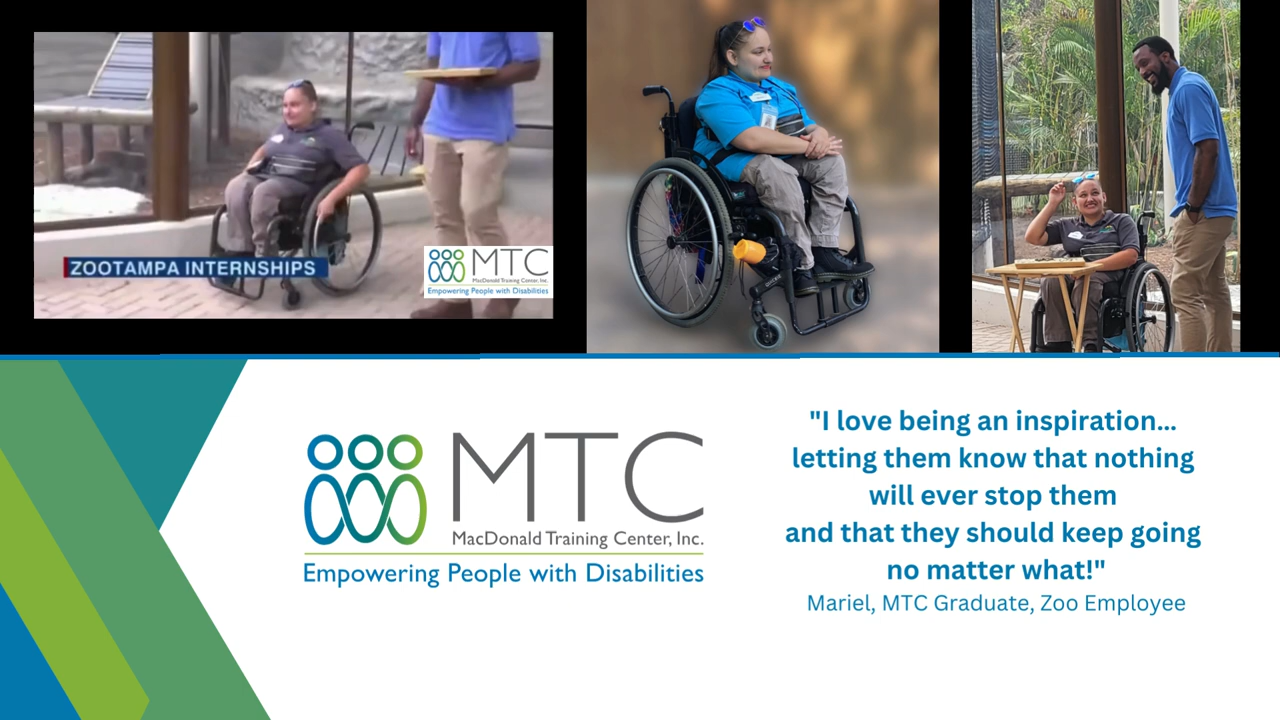 ZOOTAMPA INTERNSHIPS
MTC
MacDonald Training Center, Inc.
Empowering People with Disabilities
MTC
MacDonald Training Center, Inc.
Empowering People with Disabilities
"I love being an inspiration...
letting them know that nothing
will ever stop them
and that they should keep going
no matter what!"
Mariel, MTC Graduate, Zoo Employee